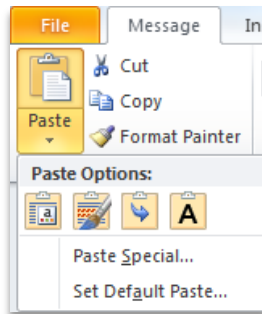 File Message In
Cut
Copy
Paste
Format Painter
Paste Options:
a A
Paste Special...
Set Default Paste...